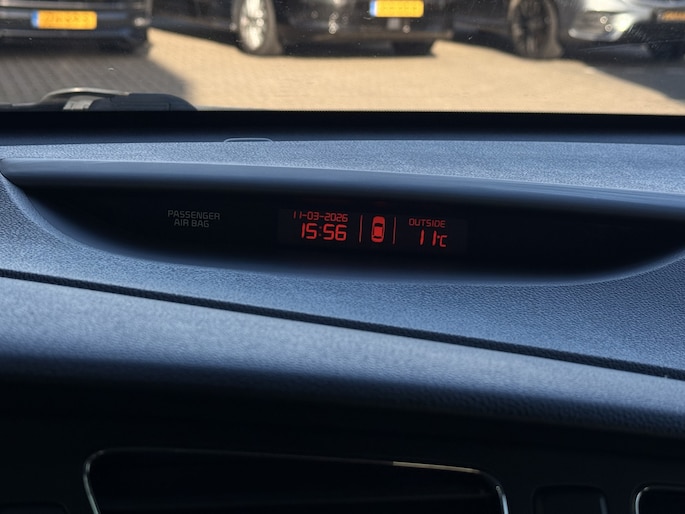 PASSENGER
AIR BAG
11-03-2026
15:56
OUTSIDE
11°C